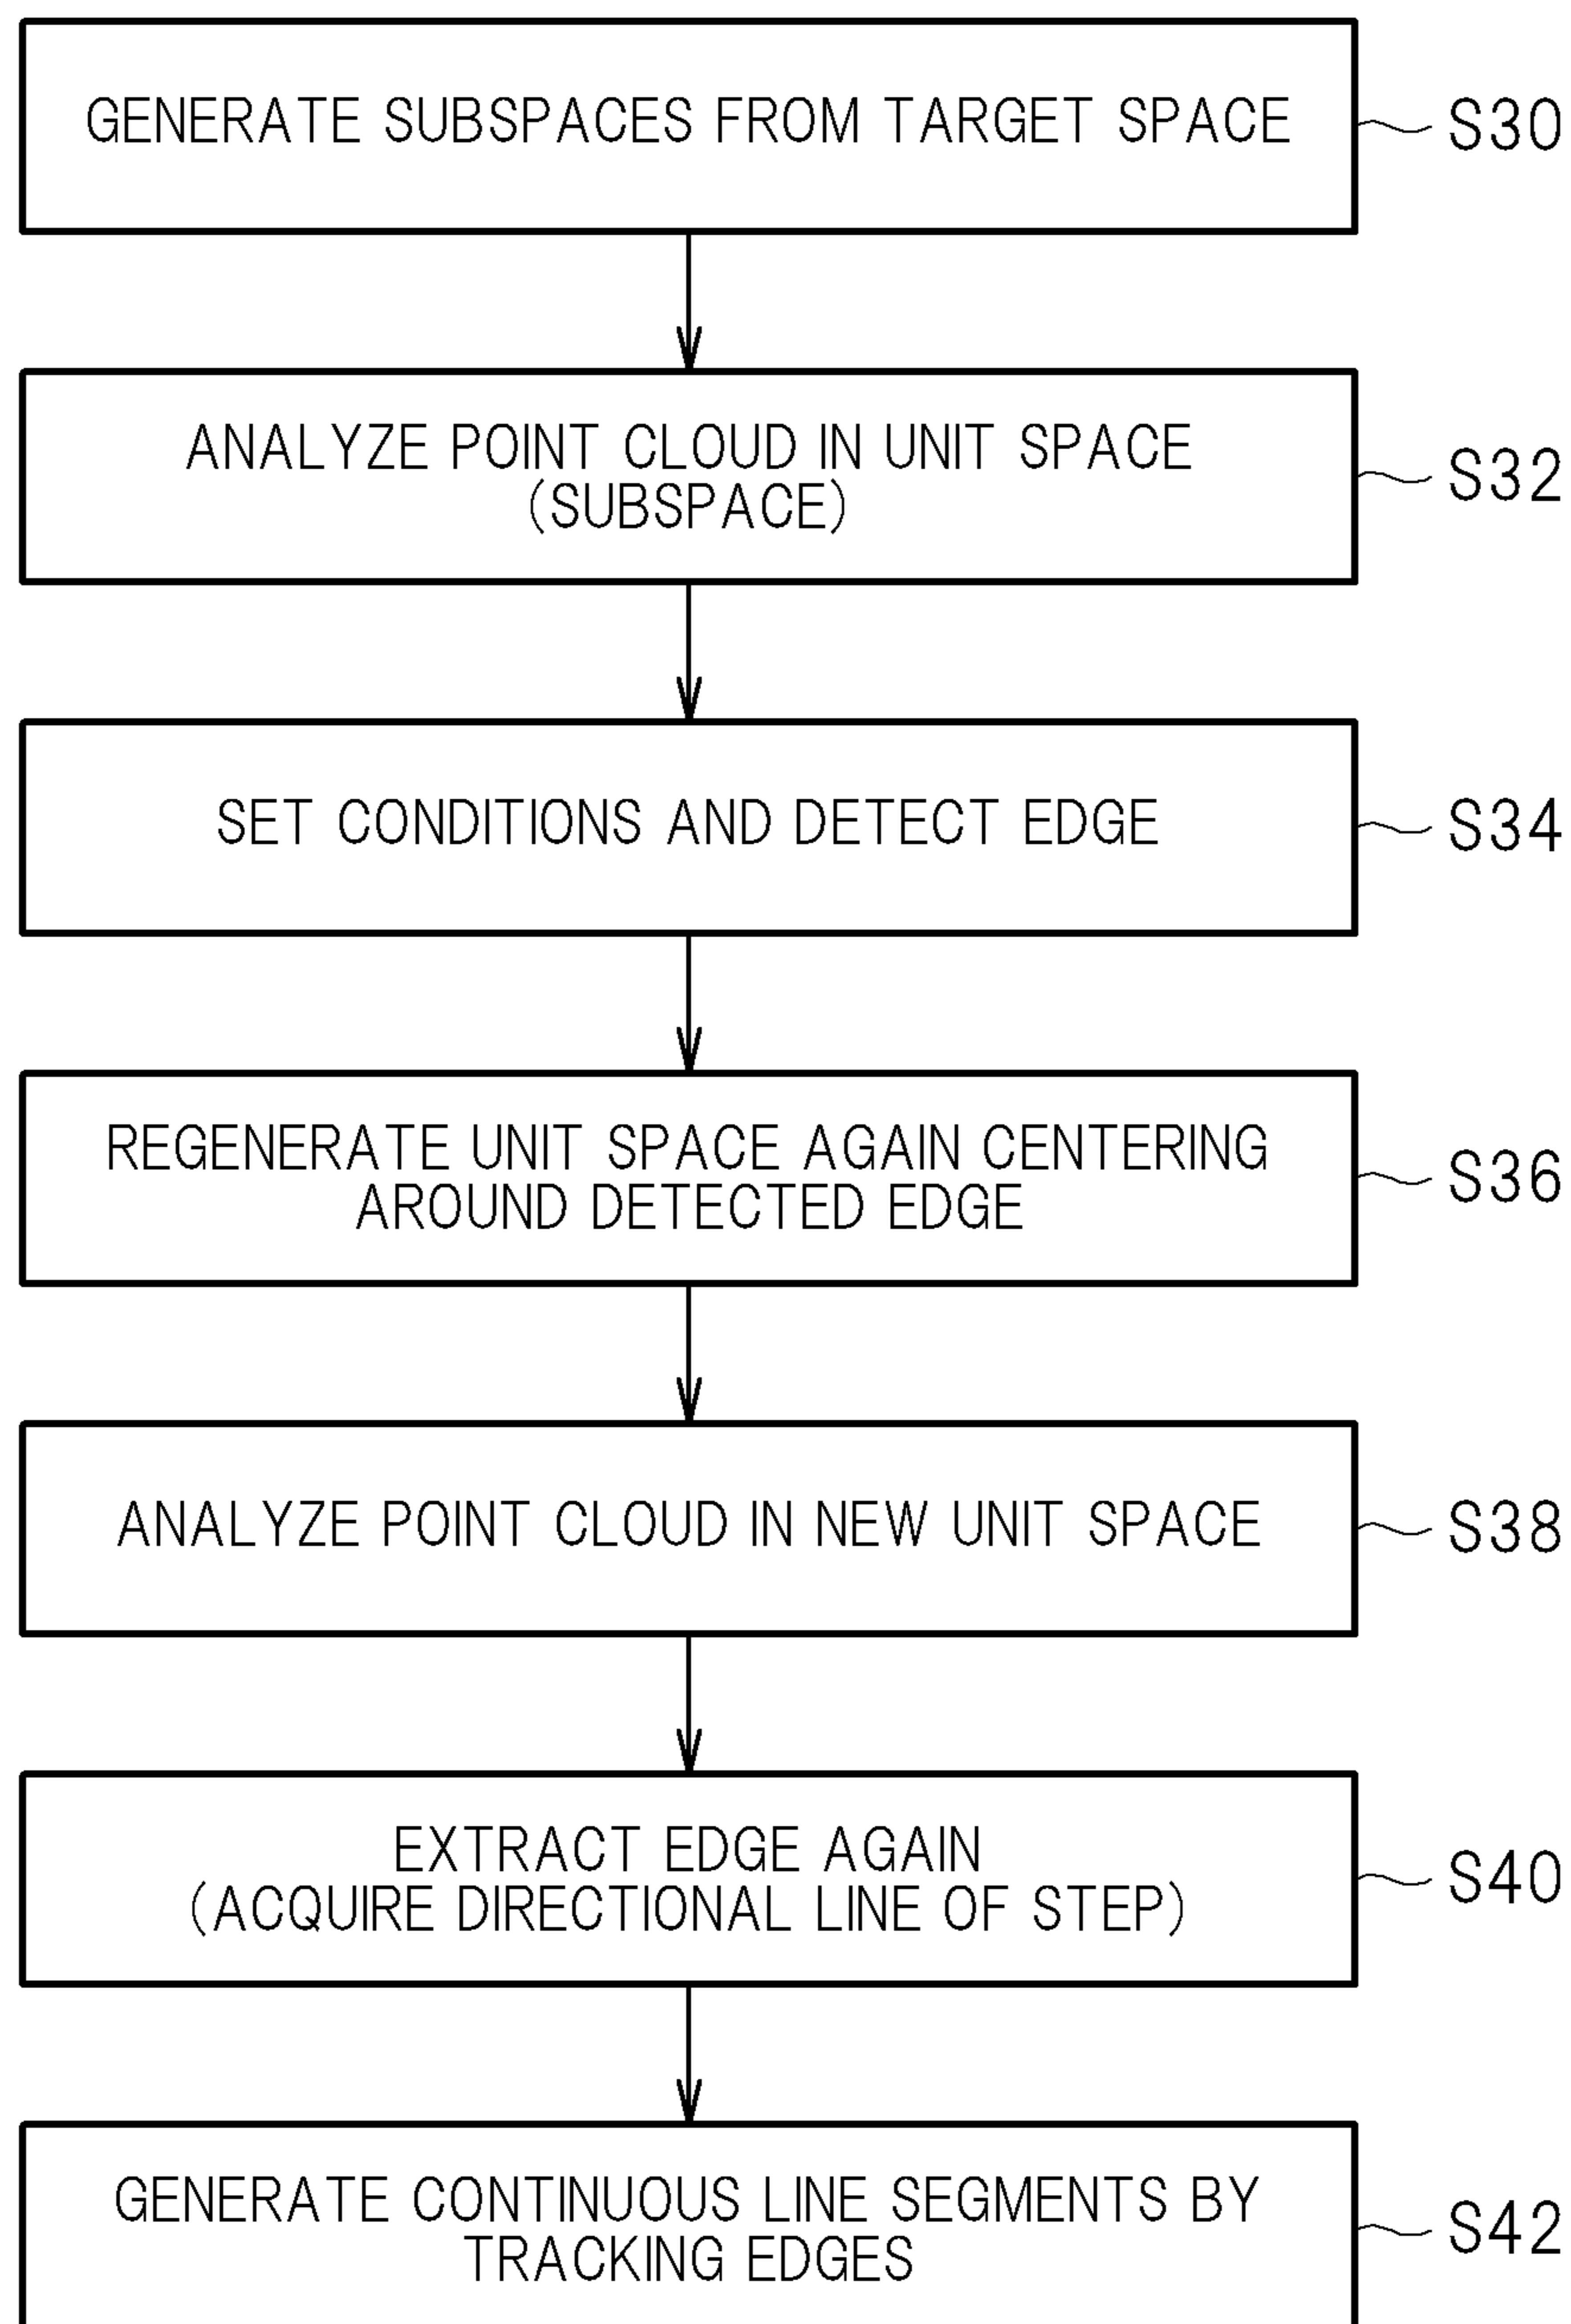 GENERATE SUBSPACES FROM TARGET SPACE
S30
ANALYZE POINT CLOUD IN UNIT SPACE
(SUBSPACE)
S32
SET CONDITIONS AND DETECT EDGE
S34
REGENERATE UNIT SPACE AGAIN CENTERING
AROUND DETECTED EDGE
S36
ANALYZE POINT CLOUD IN NEW UNIT SPACE
S38
EXTRACT EDGE AGAIN
(ACQUIRE DIRECTIONAL LINE OF STEP)
S40
GENERATE CONTINUOUS LINE SEGMENTS BY
TRACKING EDGES
S42